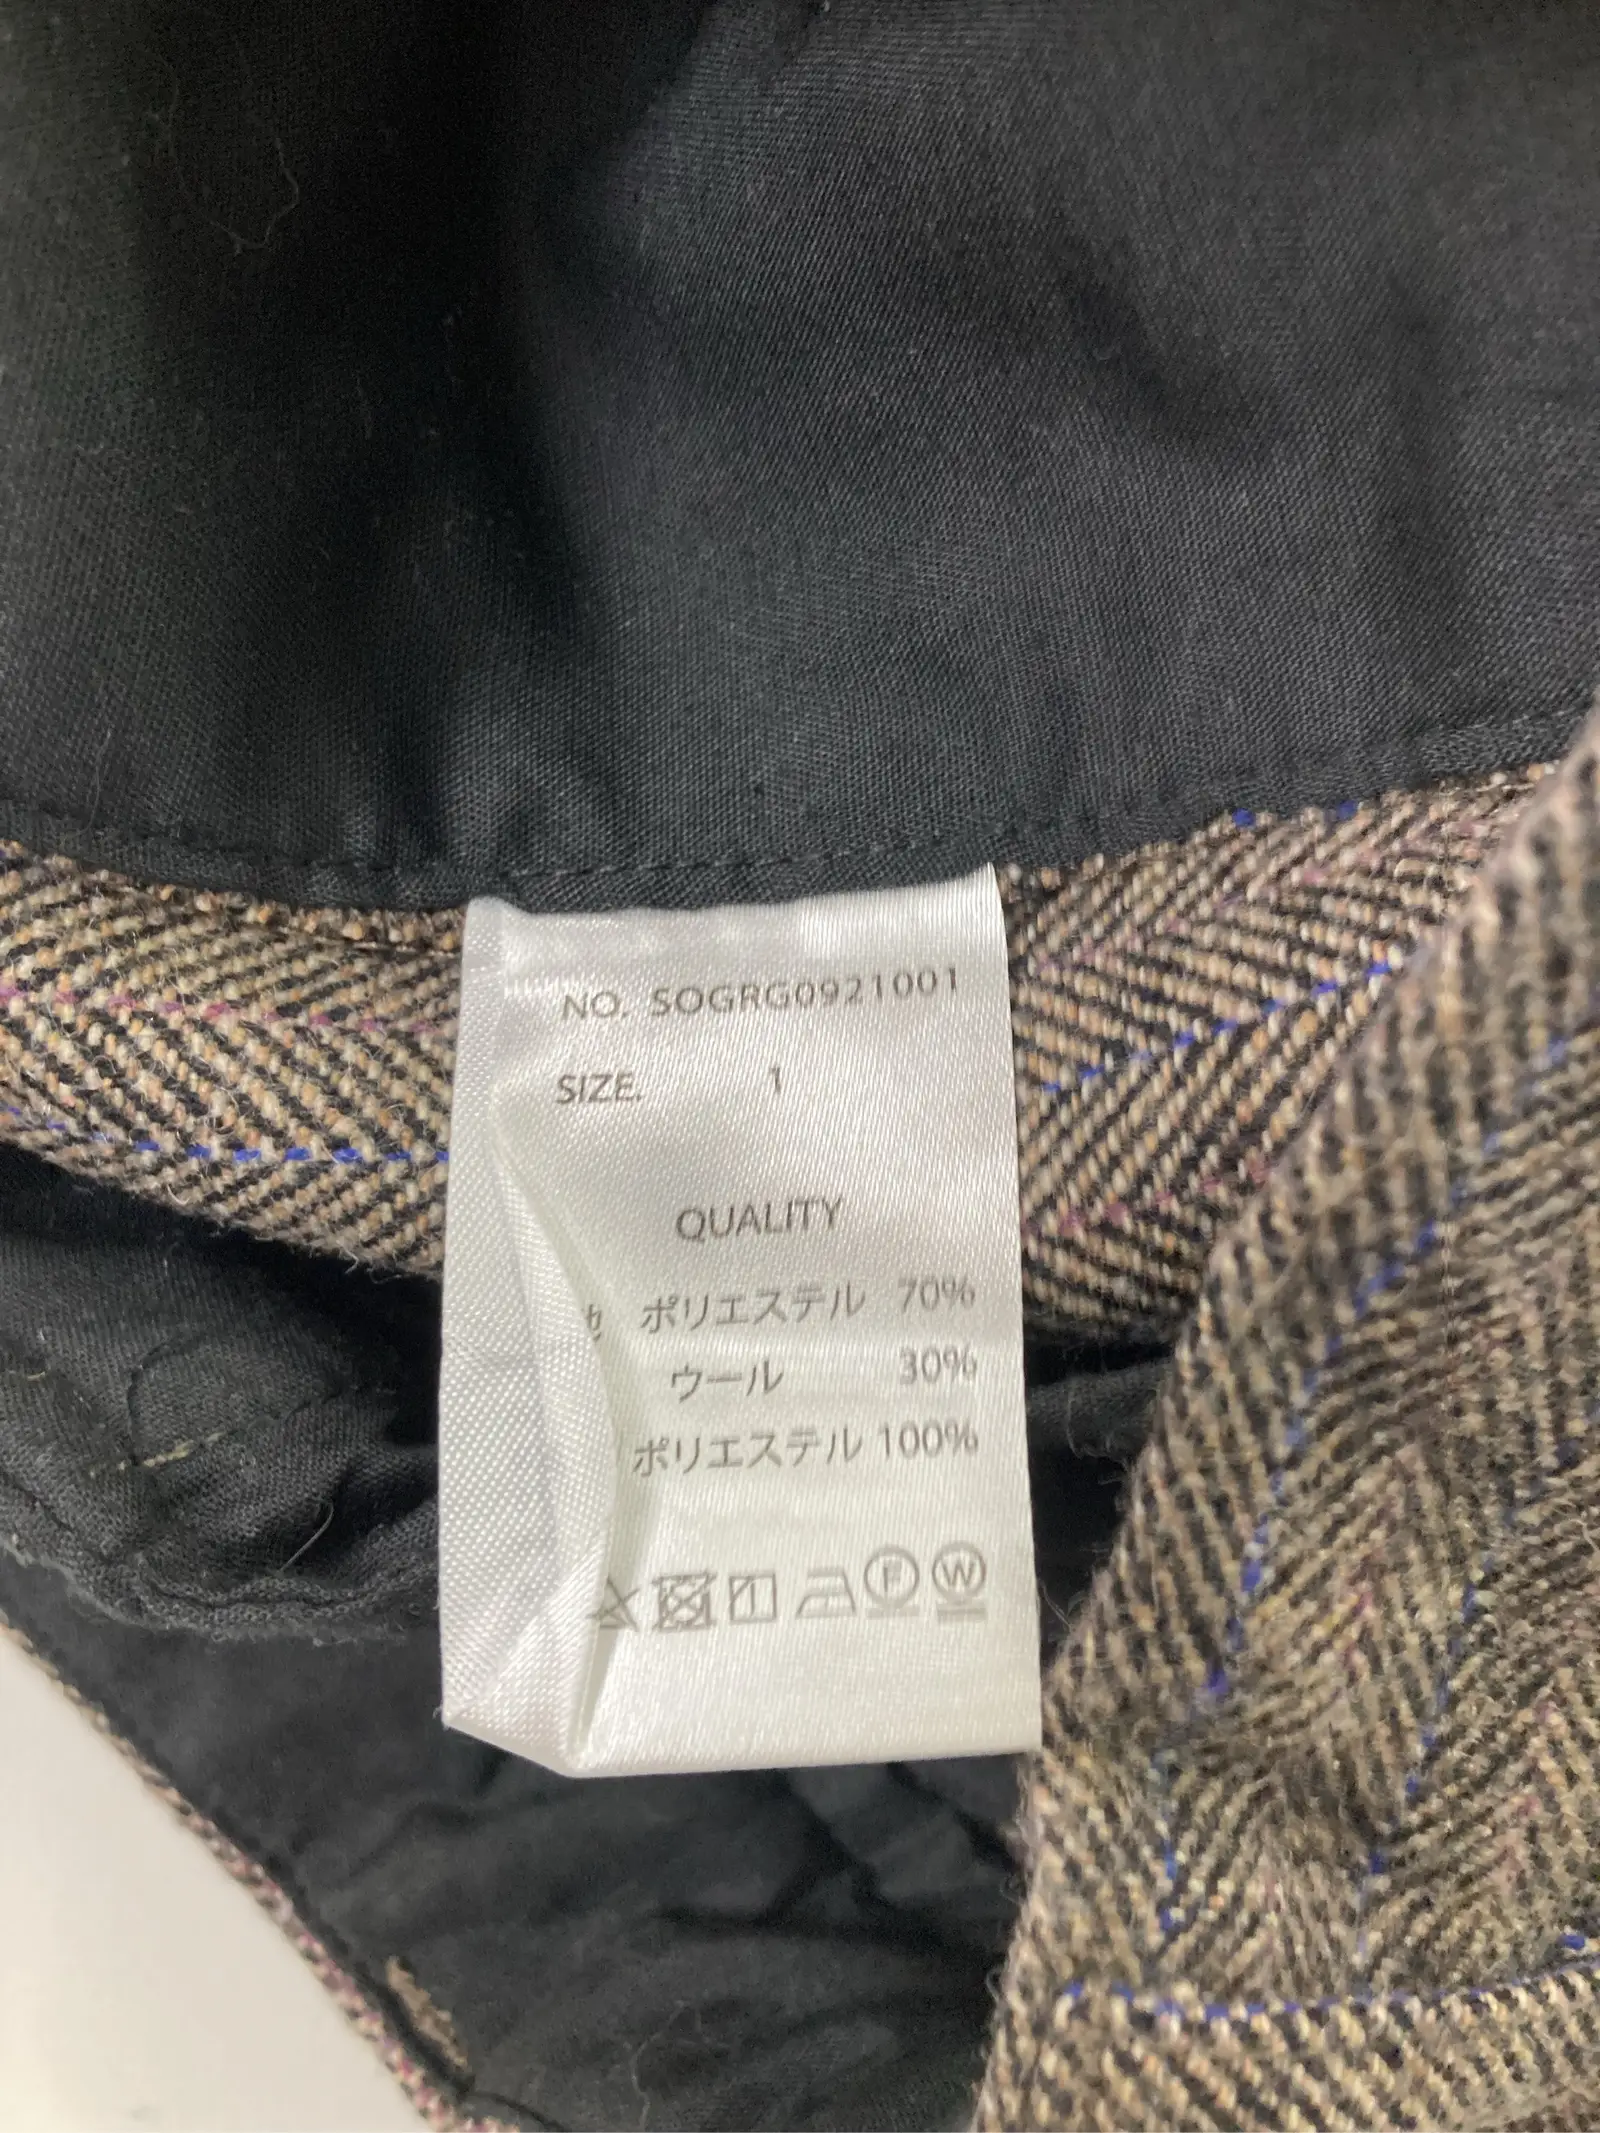 NO. SOGRG0921001
SIZE. 1
QUALITY
ポリエステル 70%
ウール 30%
ポリエステル 100%
F W